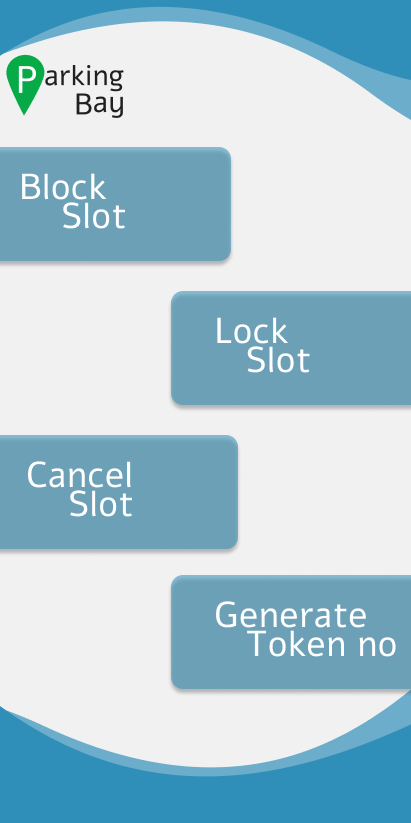 Parking
Bay
Block
Slot
Lock
Slot
Cancel
Slot
Generate
Token no